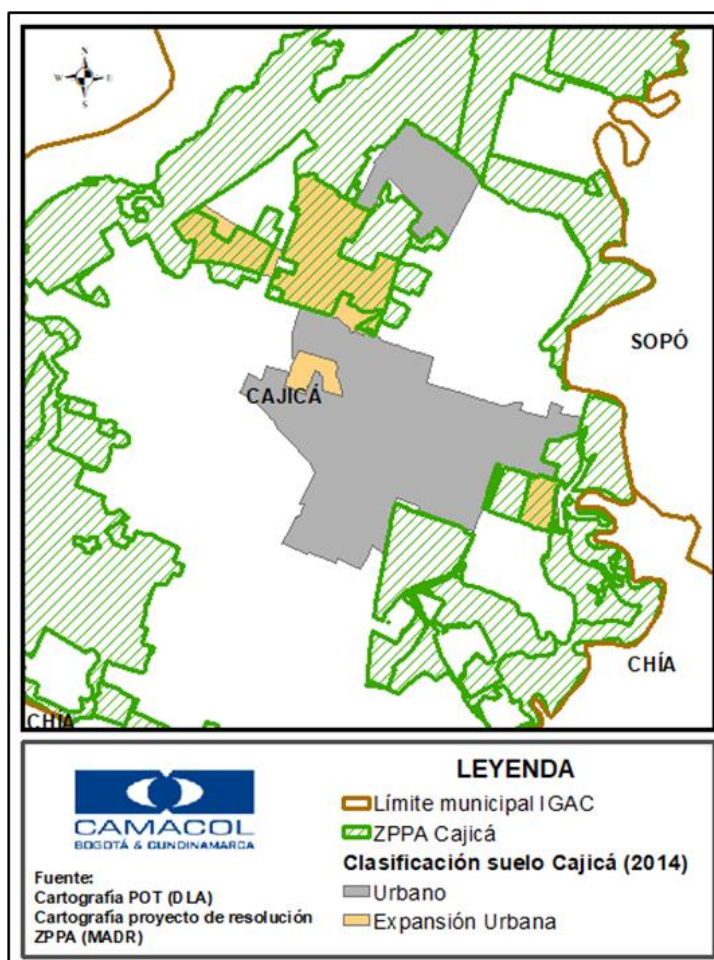 N
W E
S
SOPÓ
CAJICÁ
CHÍA
CHÍA
LEYENDA
Límite municipal IGAC
ZPPA Cajicá
Clasificación suelo Cajicá (2014)
Urbano
Expansión Urbana
CAMACOL
BOGOTÁ & CUNDINAMARCA
Fuente:
Cartografía POT (DLA)
Cartografía proyecto de resolución
ZPPA (MADR)